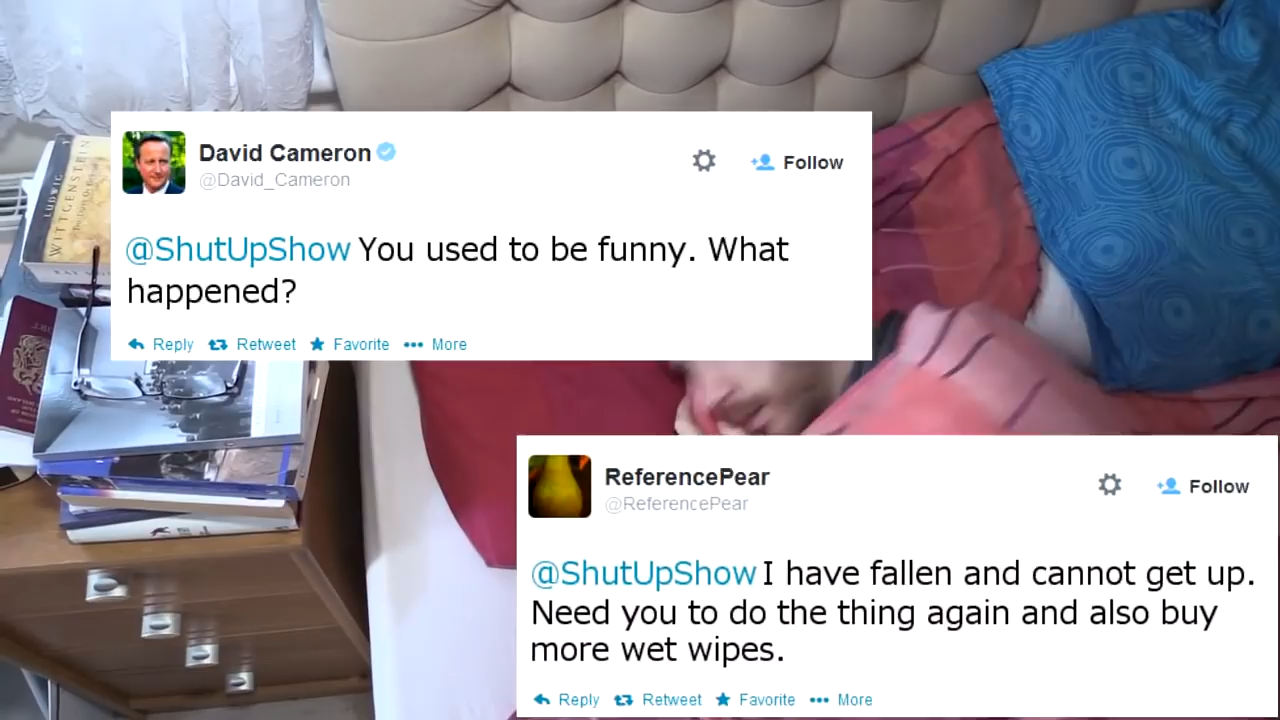 LUDWIG
WITTGENSTEIN
David Cameron
@David_Cameron
Follow
@ShutUpShow You used to be funny. What
happened?
Reply Retweet Favorite More
ReferencePear
@ReferencePear
Follow
@ShutUpShow I have fallen and cannot get up.
Need you to do the thing again and also buy
more wet wipes.
Reply Retweet Favorite More